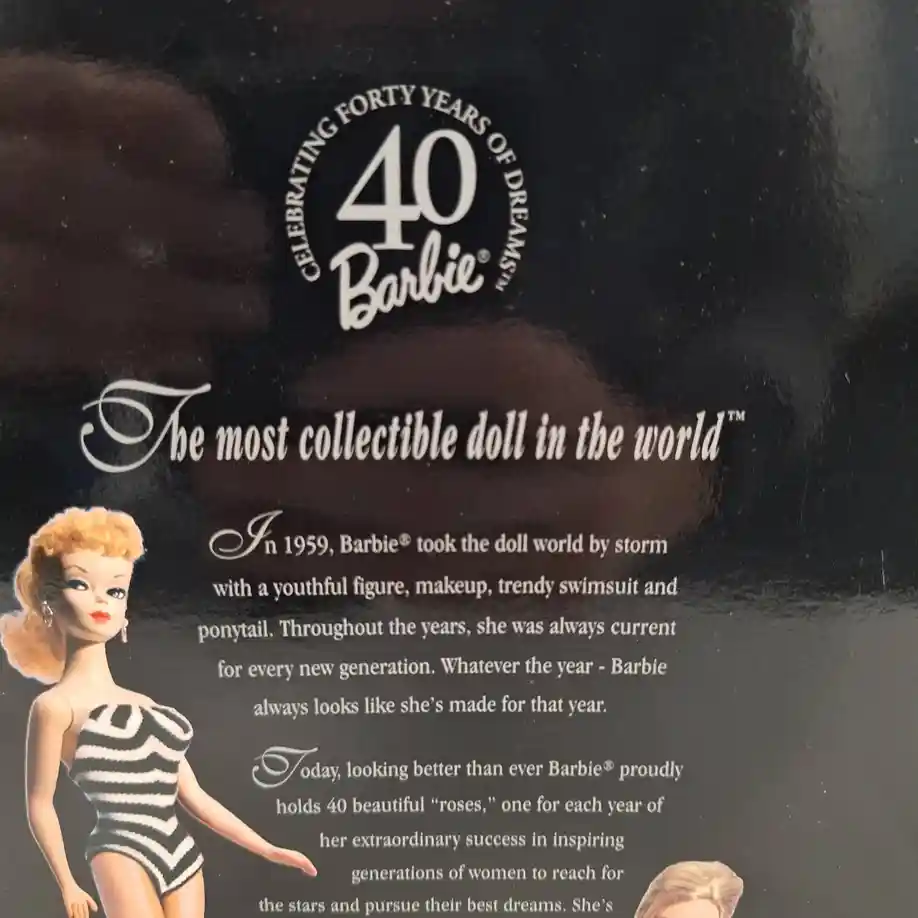 CELEBRATING FORTY YEARS OF DREAMS™
40
Barbie®
The most collectible doll in the world™
In 1959, Barbie® took the doll world by storm
with a youthful figure, makeup, trendy swimsuit and
ponytail. Throughout the years, she was always current
for every new generation. Whatever the year - Barbie
always looks like she's made for that year.
Today, looking better than ever Barbie® proudly
holds 40 beautiful "roses," one for each year of
her extraordinary success in inspiring
generations of women to reach for
the stars and pursue their best dreams. She's